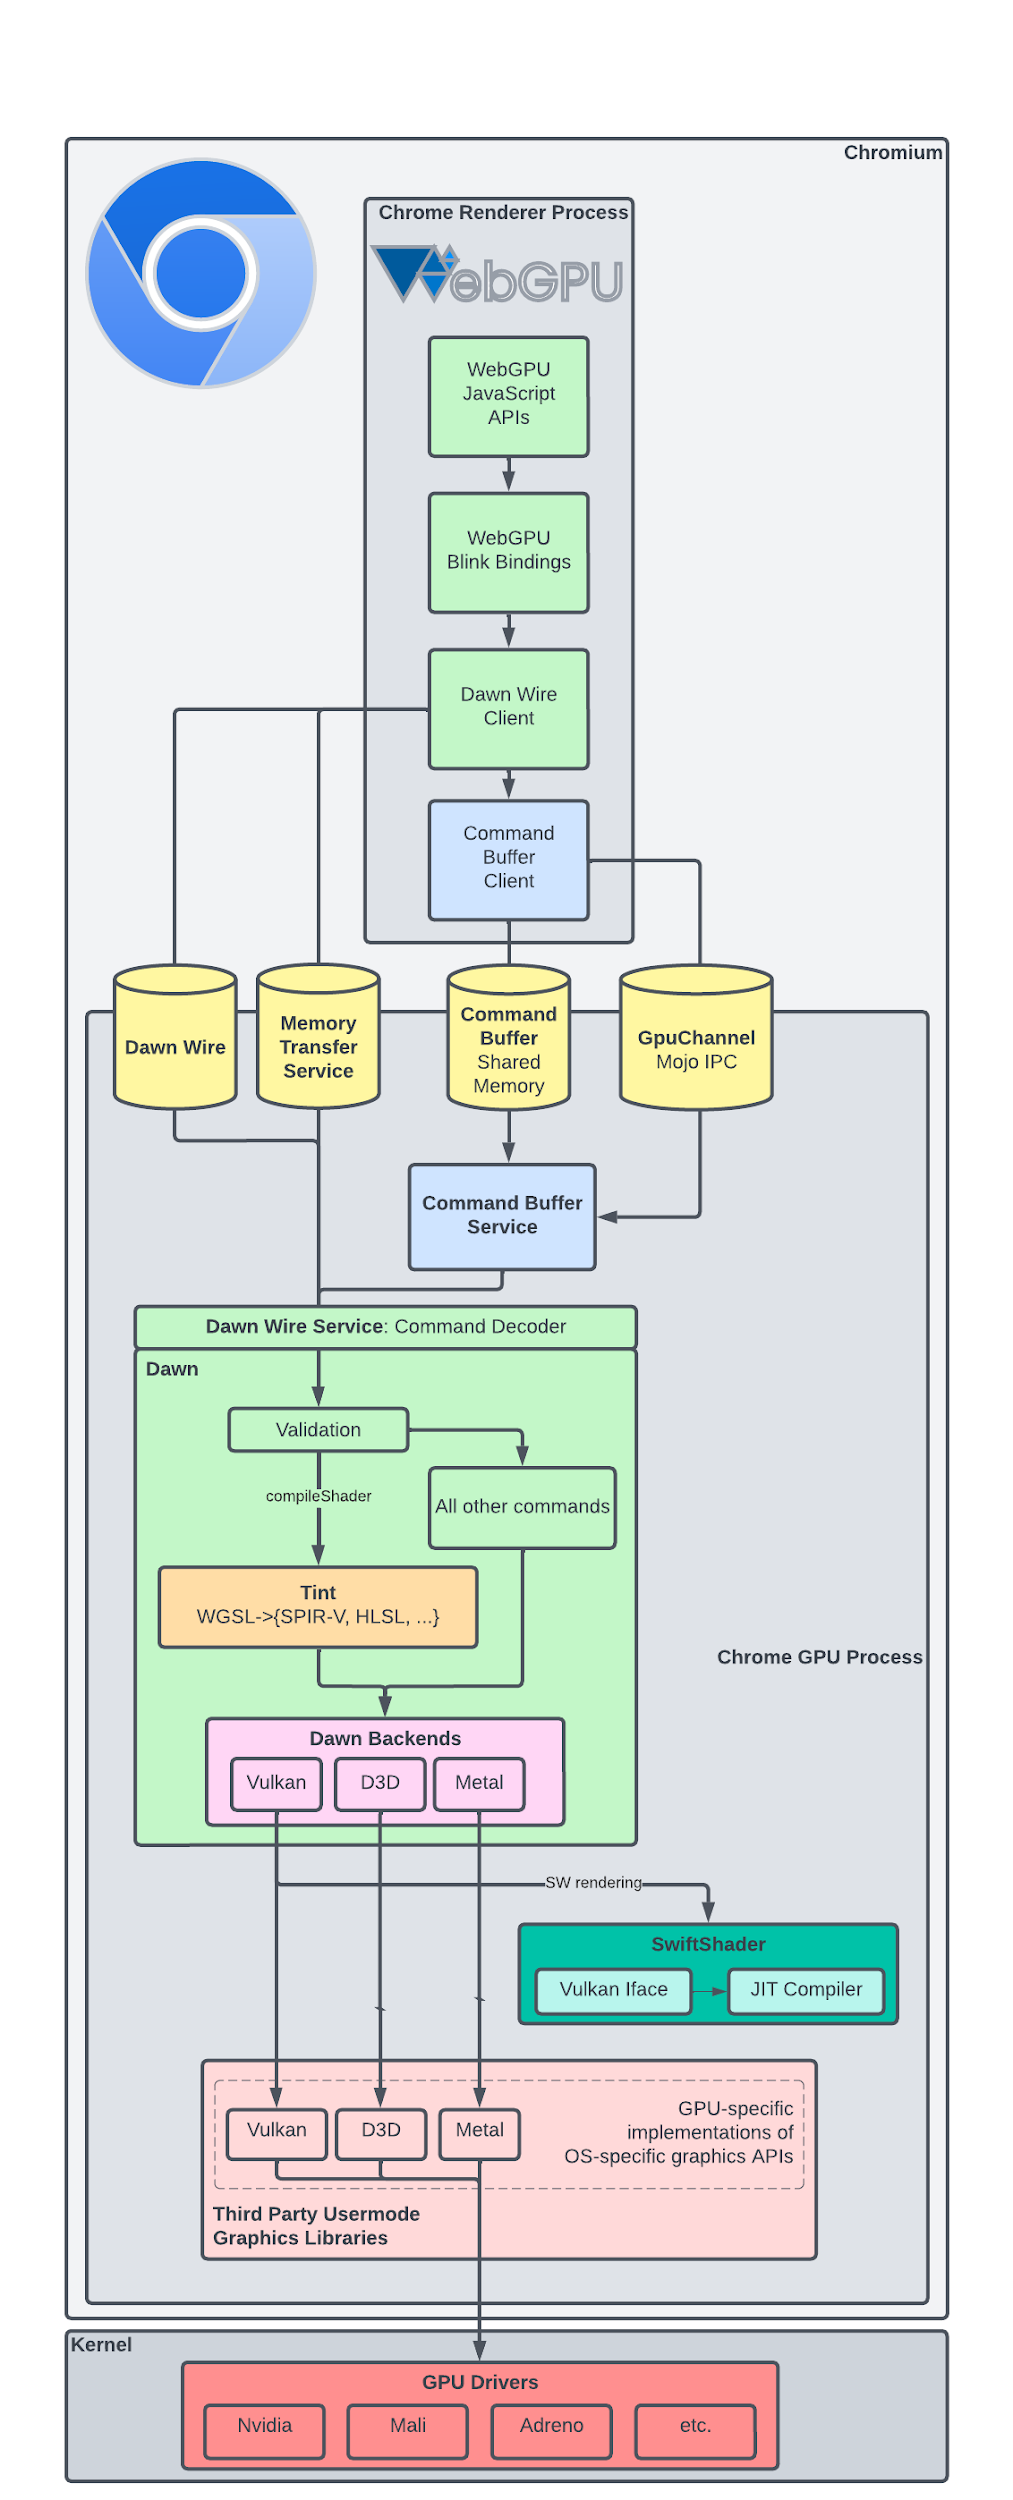 Chromium
Chrome Renderer Process
WebGPU
WebGPU
JavaScript
APIs
WebGPU
Blink Bindings
Dawn Wire
Client
Command
Buffer
Client
Dawn Wire
Memory
Transfer
Service
Command
Buffer
Shared
Memory
GpuChannel
Mojo IPC
Command Buffer
Service
Dawn Wire Service: Command Decoder
Dawn
Validation
compileShader
All other commands
Tint
WGSL->{SPIR-V, HLSL, ...}
Chrome GPU Process
Dawn Backends
Vulkan
D3D
Metal
SW rendering
SwiftShader
Vulkan Iface
JIT Compiler
Vulkan
D3D
Metal
GPU-specific
implementations of
OS-specific graphics APIs
Third Party Usermode
Graphics Libraries
Kernel
GPU Drivers
Nvidia
Mali
Adreno
etc.